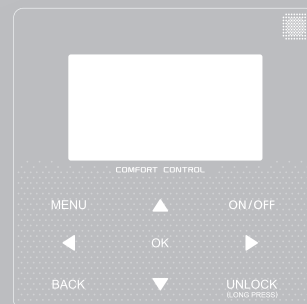 COMFORT CONTROL
MENU ON/OFF
OK
BACK UNLOCK
(LONG PRESS)